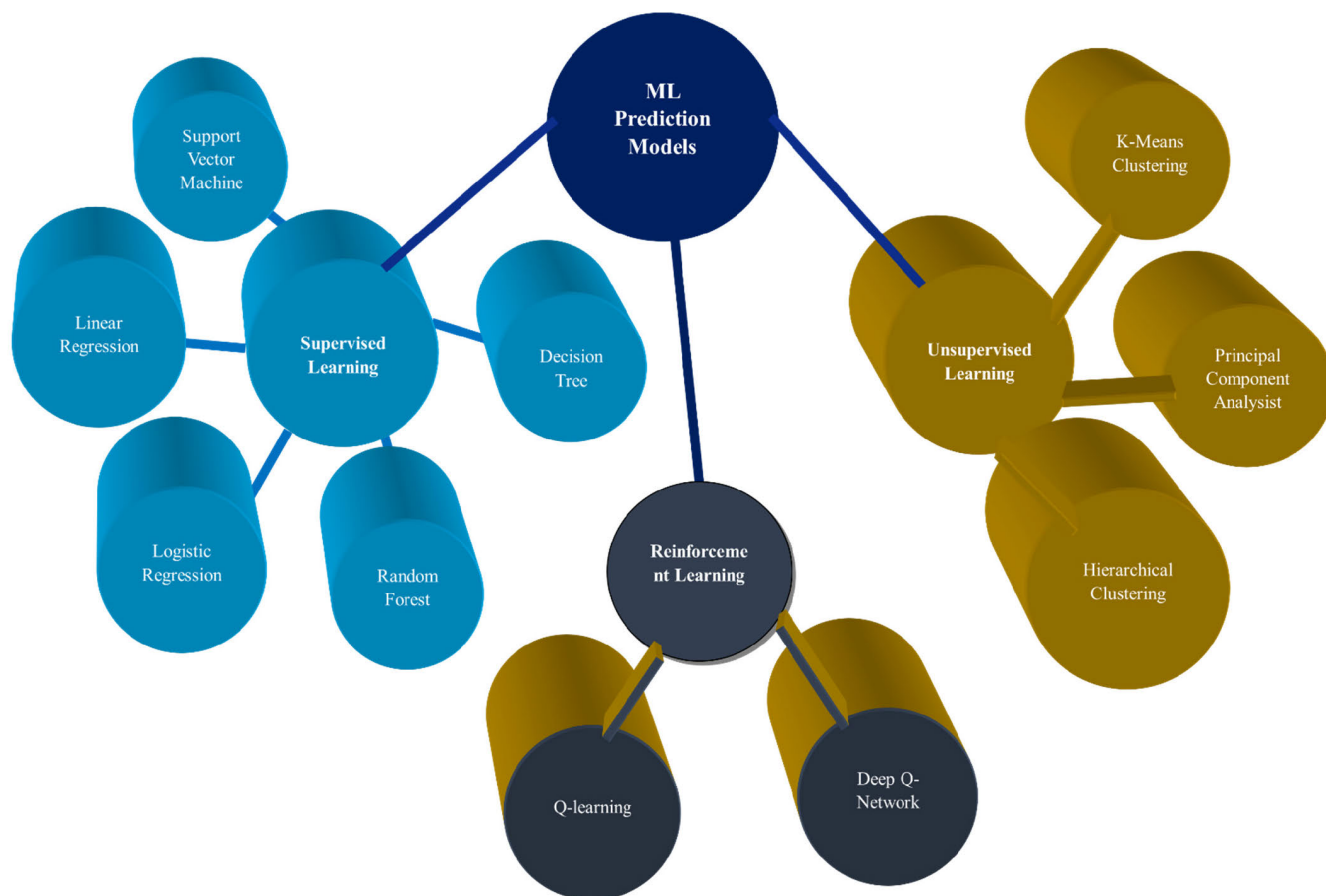 ML
Prediction
Models
Support
Vector
Machine
Linear
Regression
Supervised
Learning
Decision
Tree
Logistic
Regression
Random
Forest
Reinforceme
nt Learning
Q-learning
Deep Q-
Network
K-Means
Clustering
Unsupervised
Learning
Principal
Component
Analysist
Hierarchical
Clustering